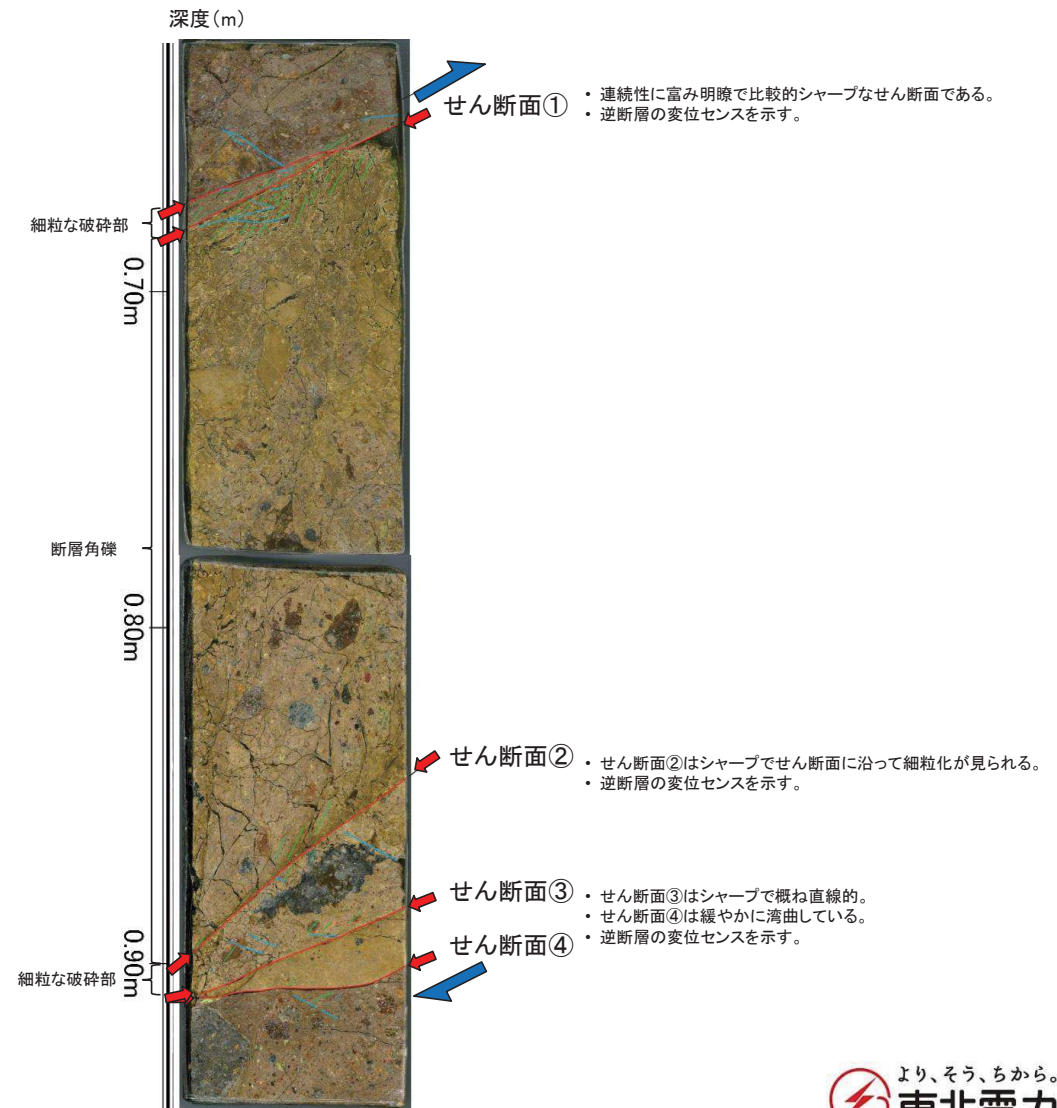 深度(m)
せん断面①
・ 連続性に富み明瞭で比較的シャープなせん断面である。
・ 逆断層の変位センスを示す。
細粒な破砕部
0.70m
断層角礫
0.80m
せん断面②
・ せん断面②はシャープでせん断面に沿って細粒化が見られる。
・ 逆断層の変位センスを示す。
せん断面③
・ せん断面③はシャープで概ね直線的。
・ せん断面④は緩やかに湾曲している。
・ 逆断層の変位センスを示す。
せん断面④
0.90m
細粒な破砕部
より、そう、ちから。
東北電力